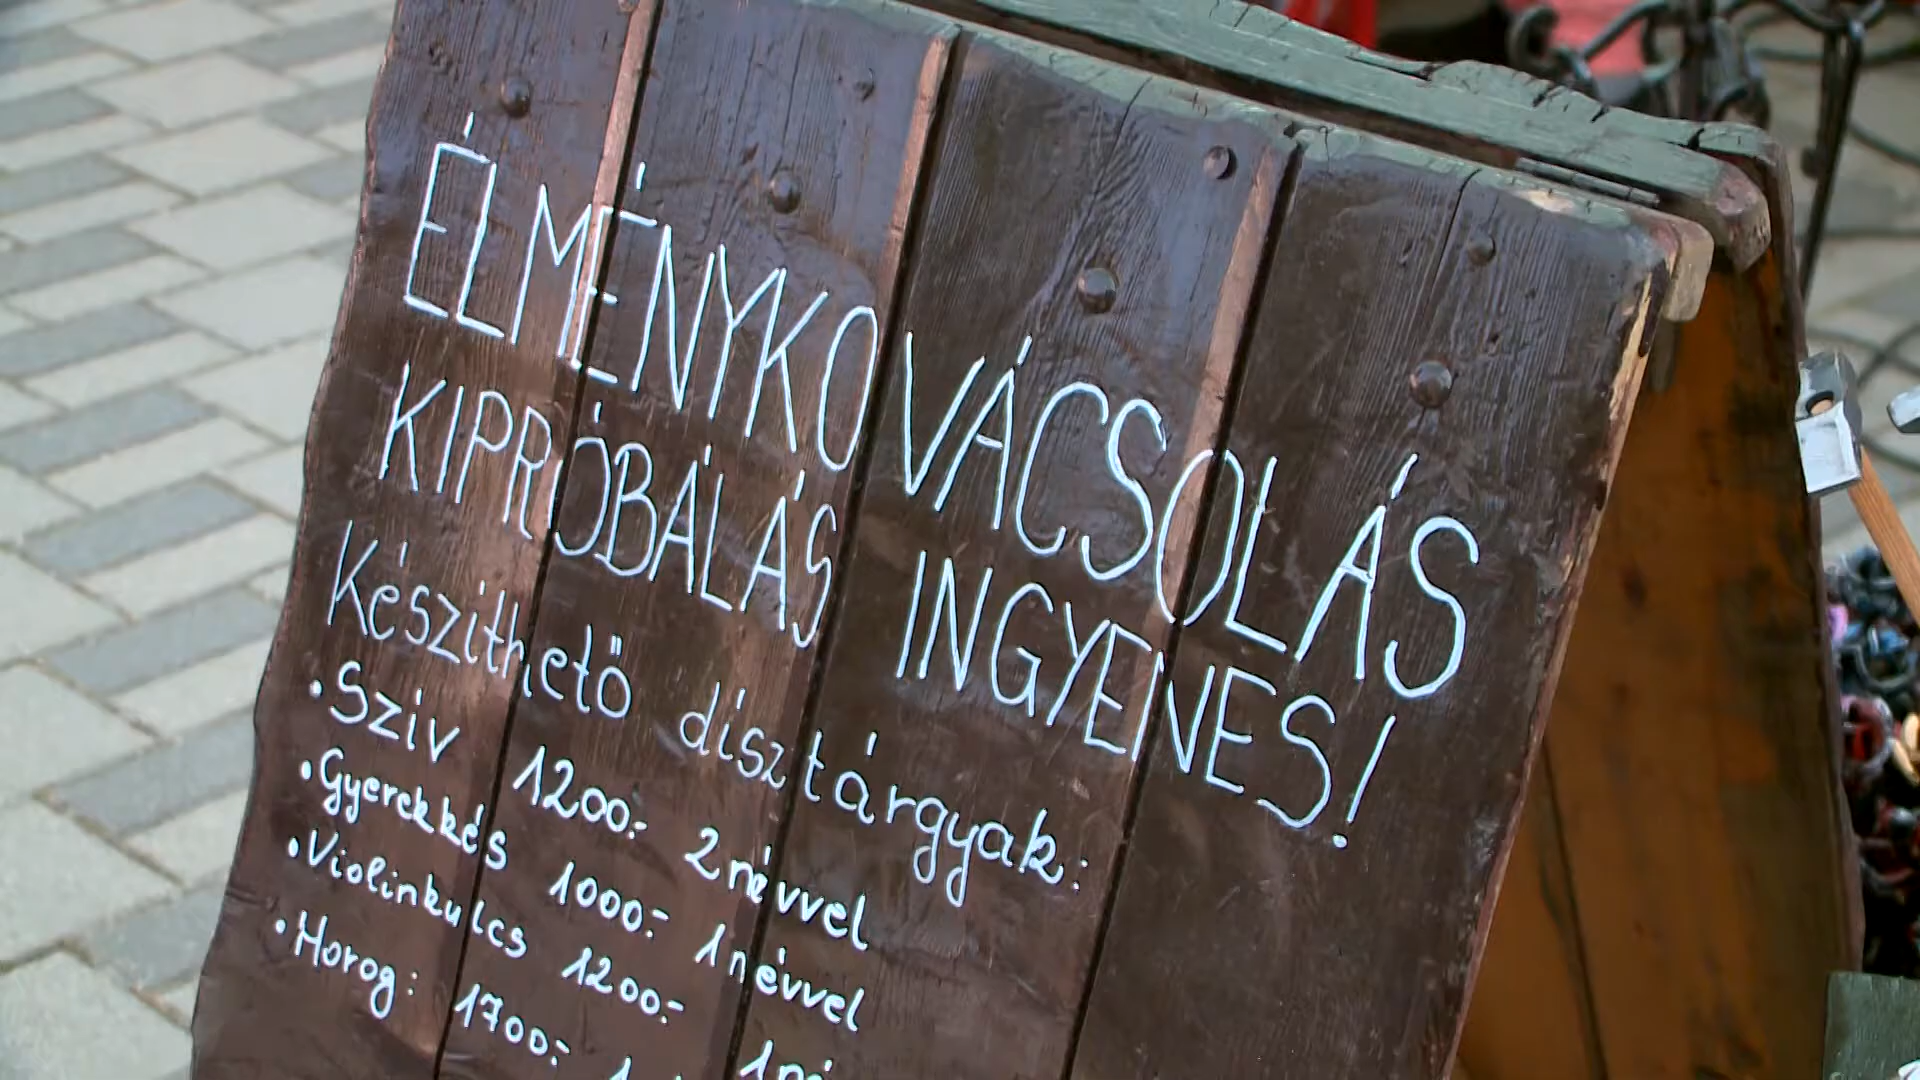 ÉLMÉNYKOVÁCSOLÁS
KIPRÓBÁLÁS INGYENES!
Készíthető dísztárgyak:
• Szív 1200.- 2 névvel
• Gyerekkés 1000.- 1 névvel
• Violinkulcs 1200.-
• Horog: 1700.-